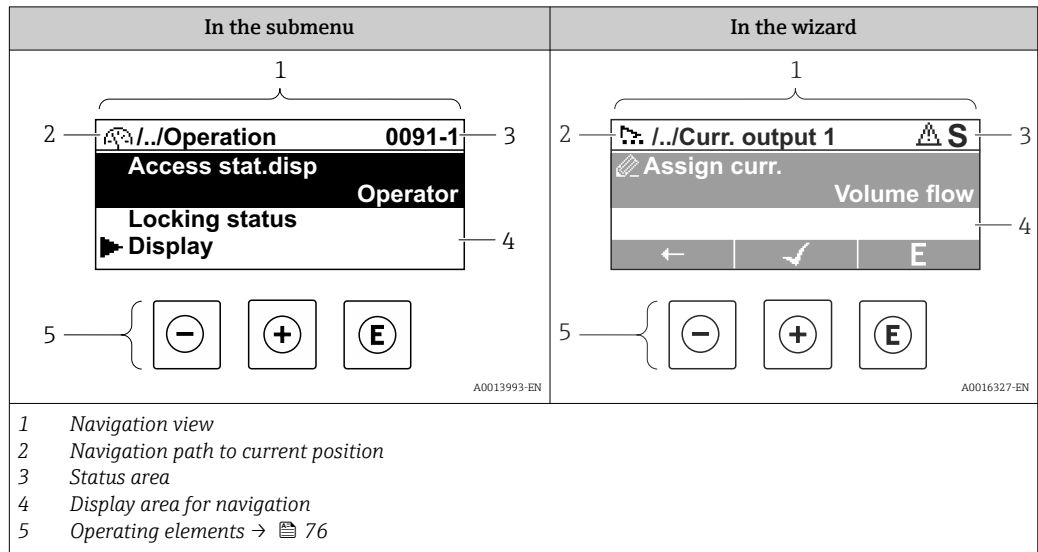 In the submenu
In the wizard
1
2
/../Operation 0091-1
3
Access stat.disp
Operator
Locking status
Display
4
5
- + E
A0013993-EN
1
2
/../Curr. output 1 S
3
Assign curr.
Volume flow
4
← ✓ E
5
- + E
A0016327-EN
1 Navigation view
2 Navigation path to current position
3 Status area
4 Display area for navigation
5 Operating elements → 76